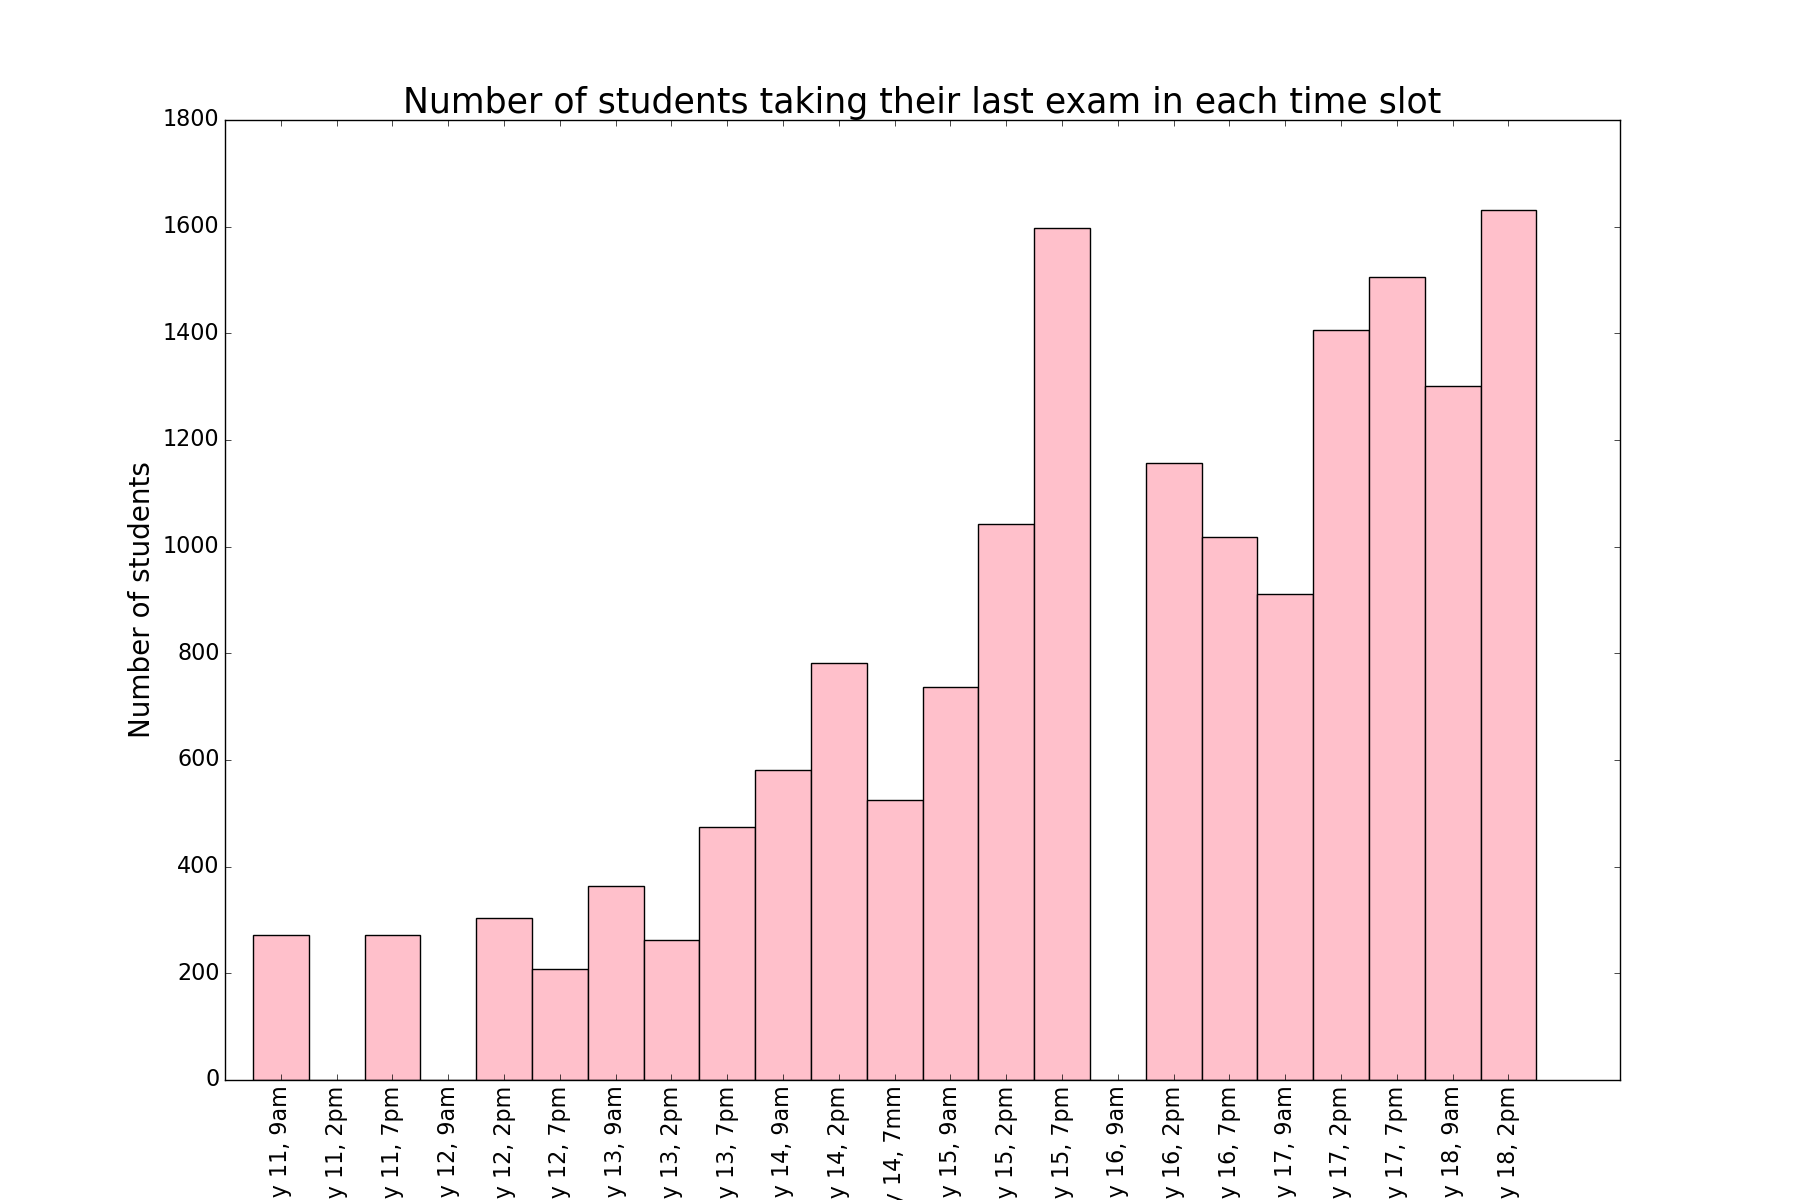 Number of students taking their last exam in each time slot
1800
1600
1400
1200
1000
800
600
400
200
0
Number of students
y 11, 9am
y 11, 2pm
y 11, 7pm
y 12, 9am
y 12, 2pm
y 12, 7pm
y 13, 9am
y 13, 2pm
y 13, 7pm
y 14, 9am
y 14, 2pm
y 14, 7mm
y 15, 9am
y 15, 2pm
y 15, 7pm
y 16, 9am
y 16, 2pm
y 16, 7pm
y 17, 9am
y 17, 2pm
y 17, 7pm
y 18, 9am
y 18, 2pm